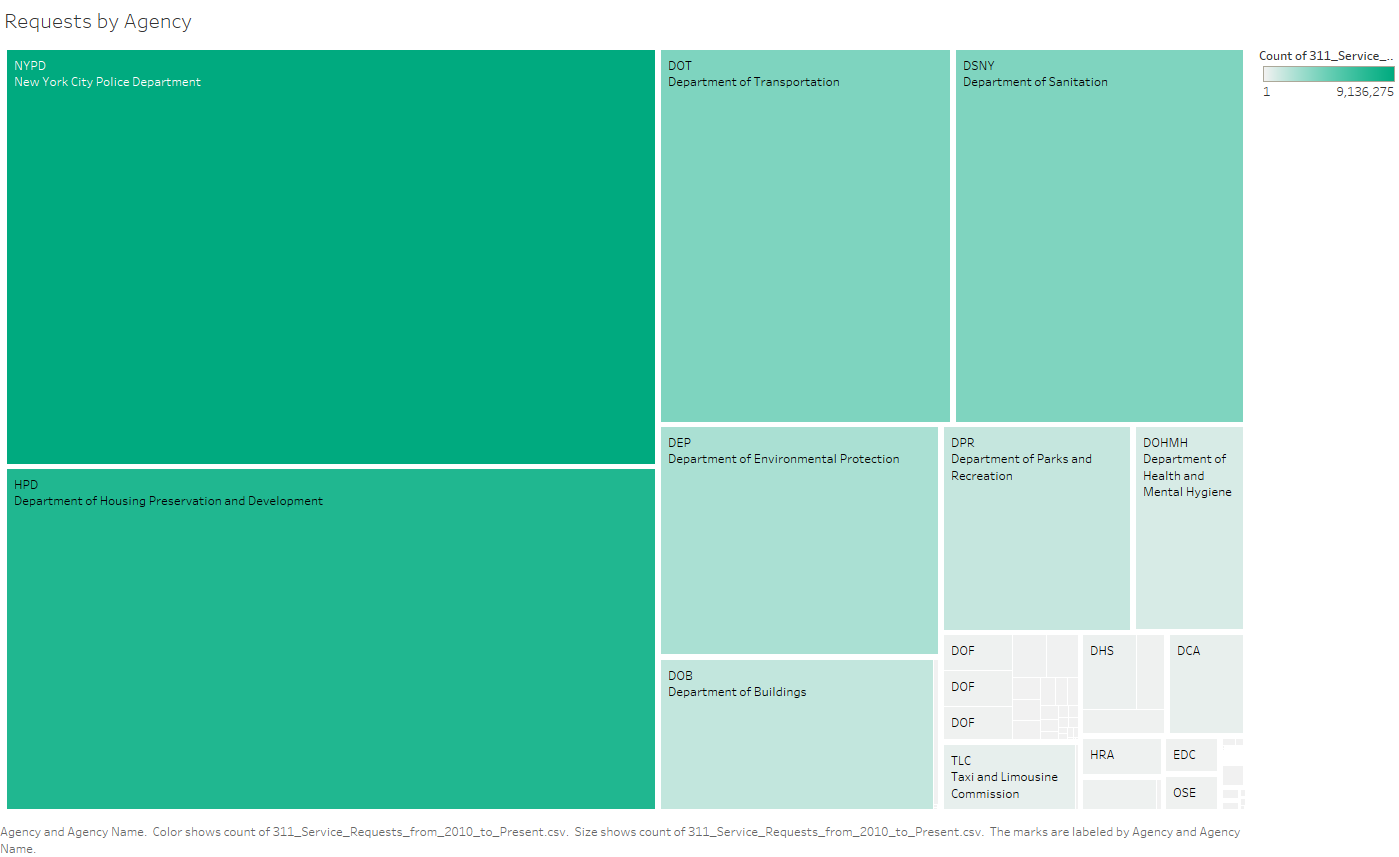 Requests by Agency
NYPD
New York City Police Department
DOT
Department of Transportation
DSNY
Department of Sanitation
Count of 311_Service_..
1 9,136,275
HPD
Department of Housing Preservation and Development
DEP
Department of Environmental Protection
DPR
Department of Parks and
Recreation
DOHMH
Department of
Health and
Mental Hygiene
DOB
Department of Buildings
DOF
DOF
DOF
DHS
DCA
TLC
Taxi and Limousine
Commission
HRA
EDC
OSE
Agency and Agency Name.  Color shows count of 311_Service_Requests_from_2010_to_Present.csv.  Size shows count of 311_Service_Requests_from_2010_to_Present.csv.  The marks are labeled by Agency and Agency
Name.